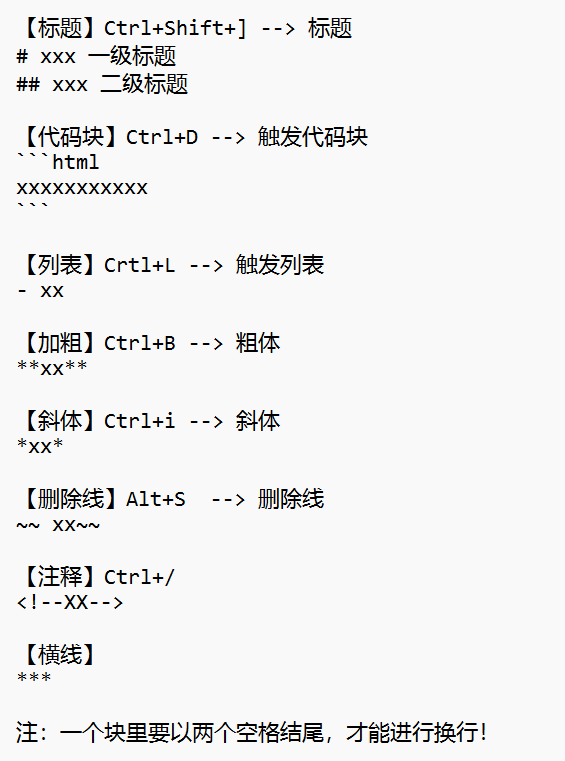 【标题】Ctrl+Shift+] --> 标题
# xxx 一级标题
## xxx 二级标题
【代码块】Ctrl+D --> 触发代码块
```html
xxxxxxxxxxx
```
【列表】Crtl+L --> 触发列表
- xx
【加粗】Ctrl+B --> 粗体
**xx**
【斜体】Ctrl+i --> 斜体
*xx*
【删除线】Alt+S  --> 删除线
~~ xx~~
【注释】Ctrl+/
<!--XX-->
【横线】
***
注: 一个块里要以两个空格结尾，才能进行换行！